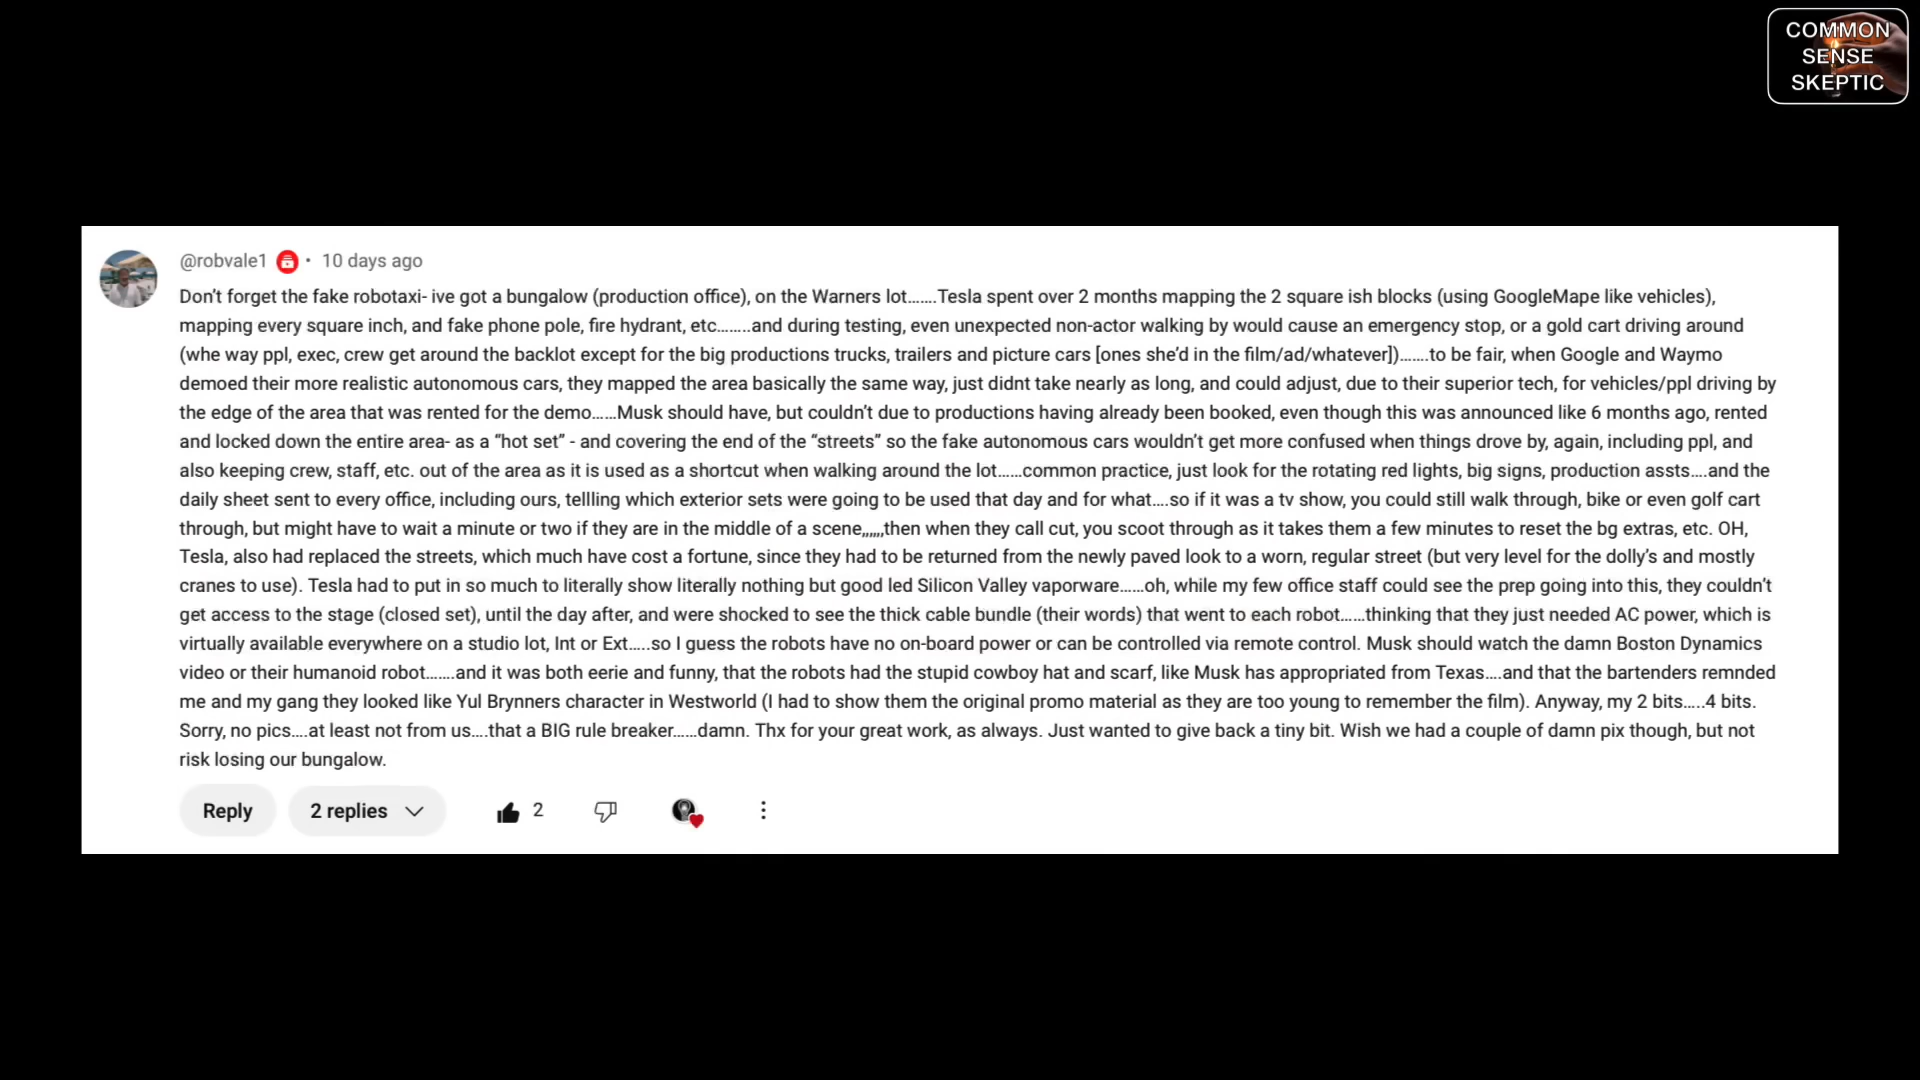 COMMON
SENSE
SKEPTIC
@robvale1 • 10 days ago
Don’t forget the fake robotaxi- ive got a bungalow (production office), on the Warners lot…….Tesla spent over 2 months mapping the 2 square ish blocks (using GoogleMape like vehicles),
mapping every square inch, and fake phone pole, fire hydrant, etc……..and during testing, even unexpected non-actor walking by would cause an emergency stop, or a gold cart driving around
(whe way ppl, exec, crew get around the backlot except for the big productions trucks, trailers and picture cars [ones she’d in the film/ad/whatever])…….to be fair, when Google and Waymo
demoed their more realistic autonomous cars, they mapped the area basically the same way, just didnt take nearly as long, and could adjust, due to their superior tech, for vehicles/ppl driving by
the edge of the area that was rented for the demo……Musk should have, but couldn’t due to productions having already been booked, even though this was announced like 6 months ago, rented
and locked down the entire area- as a “hot set” - and covering the end of the “streets” so the fake autonomous cars wouldn’t get more confused when things drove by, again, including ppl, and
also keeping crew, staff, etc. out of the area as it is used as a shortcut when walking around the lot……common practice, just look for the rotating red lights, big signs, production assts….and the
daily sheet sent to every office, including ours, tellling which exterior sets were going to be used that day and for what….so if it was a tv show, you could still walk through, bike or even golf cart
through, but might have to wait a minute or two if they are in the middle of a scene,,,,,,then when they call cut, you scoot through as it takes them a few minutes to reset the bg extras, etc. OH,
Tesla, also had replaced the streets, which much have cost a fortune, since they had to be returned from the newly paved look to a worn, regular street (but very level for the dolly’s and mostly
cranes to use). Tesla had to put in so much to literally show literally nothing but good led Silicon Valley vaporware……oh, while my few office staff could see the prep going into this, they couldn’t
get access to the stage (closed set), until the day after, and were shocked to see the thick cable bundle (their words) that went to each robot……thinking that they just needed AC power, which is
virtually available everywhere on a studio lot, Int or Ext…..so I guess the robots have no on-board power or can be controlled via remote control. Musk should watch the damn Boston Dynamics
video or their humanoid robot…….and it was both eerie and funny, that the robots had the stupid cowboy hat and scarf, like Musk has appropriated from Texas….and that the bartenders remnded
me and my gang they looked like Yul Brynners character in Westworld (I had to show them the original promo material as they are too young to remember the film). Anyway, my 2 bits…..4 bits.
Sorry, no pics….at least not from us….that a BIG rule breaker……damn. Thx for your great work, as always. Just wanted to give back a tiny bit. Wish we had a couple of damn pix though, but not
risk losing our bungalow.
Reply 2 replies 2